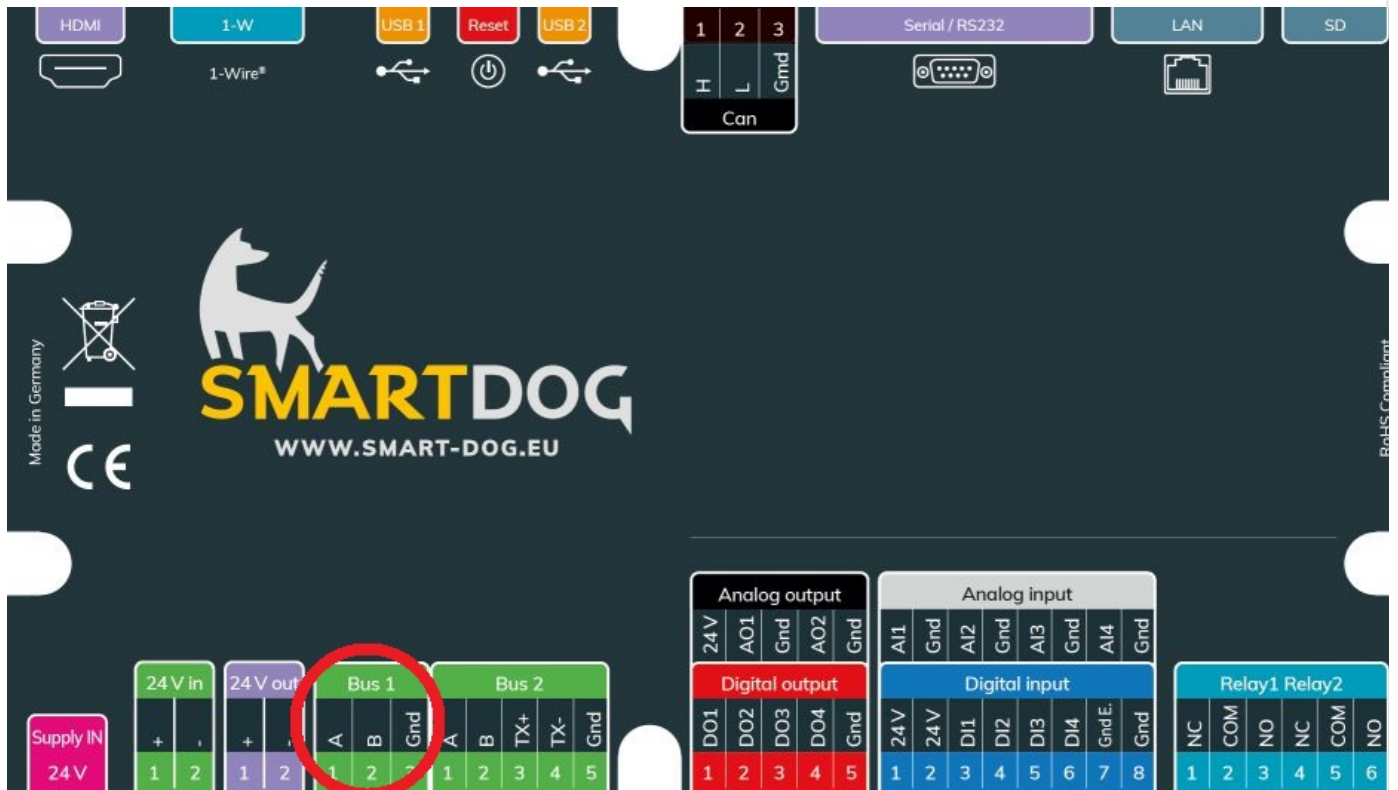 HDMI
1-W
USB 1
Reset
USB 2
1 2 3
Serial / RS232
LAN
SD
1-Wire®
H L Gmd
Can
Made in Germany
CE
SMARTDOG
WWW.SMART-DOG.EU
RoHS Compliant
Analog output
24 V AO1 Gnd AO2 Gnd
Analog input
AI1 Gnd AI2 Gnd AI3 Gnd AI4 Gnd
Supply IN
24 V
24 V in
+ -
1 2
24 V out
+ -
1 2
Bus 1
A B Gnd
1 2 3
Bus 2
A B TX+ TX- Gnd
1 2 3 4 5
Digital output
DO1 DO2 DO3 DO4 Gnd
1 2 3 4 5
Digital input
24 V 24 V DI1 DI2 DI3 DI4 Gnd E. Gnd
1 2 3 4 5 6 7 8
Relay1 Relay2
NC COM NO NC COM NO
1 2 3 4 5 6